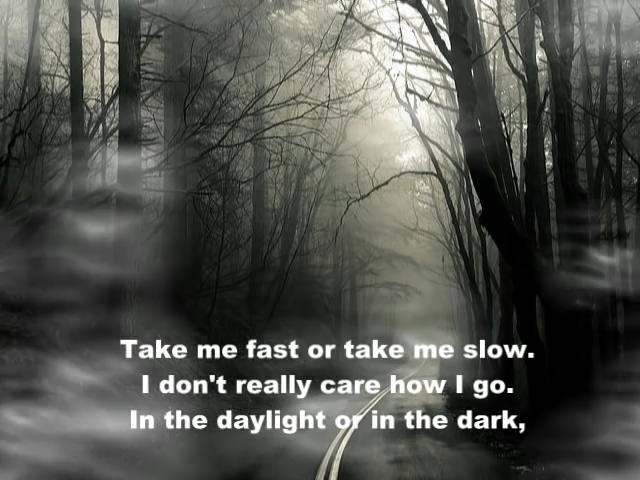 Take me fast or take me slow.
I don't really care how I go.
In the daylight or in the dark,